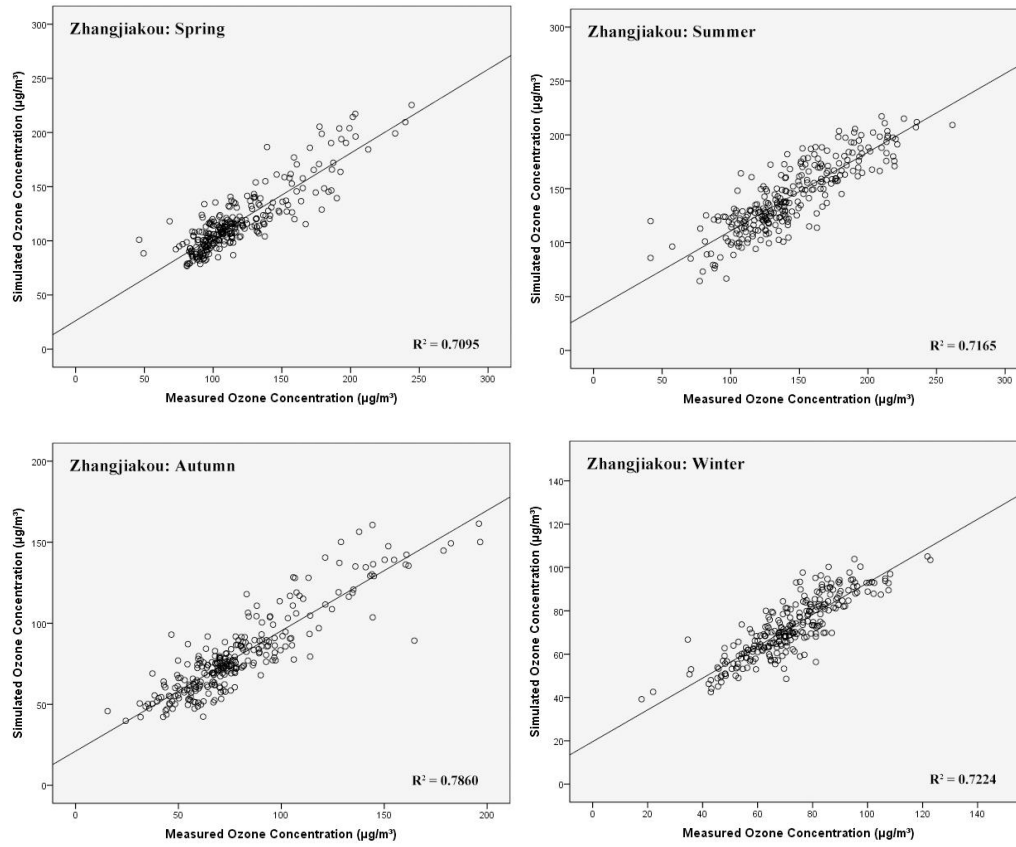 Zhangjiakou: Spring
Simulated Ozone Concentration (µg/m³)
300
250
200
150
100
50
0
R² = 0.7095
0 50 100 150 200 250 300
Measured Ozone Concentration (µg/m³)
Zhangjiakou: Summer
Simulated Ozone Concentration (µg/m³)
300
250
200
150
100
50
0
R² = 0.7165
0 50 100 150 200 250 300
Measured Ozone Concentration (µg/m³)
Zhangjiakou: Autumn
Simulated Ozone Concentration (µg/m³)
200
150
100
50
0
R² = 0.7860
0 50 100 150 200
Measured Ozone Concentration (µg/m³)
Zhangjiakou: Winter
Simulated Ozone Concentration (µg/m³)
140
120
100
80
60
40
20
0
R² = 0.7224
0 20 40 60 80 100 120 140
Measured Ozone Concentration (µg/m³)